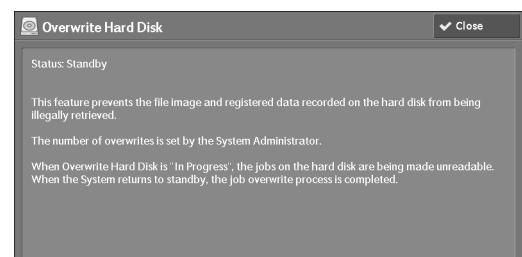 Overwrite Hard Disk
Close
Status: Standby
This feature prevents the file image and registered data recorded on the hard disk from being
illegally retrieved.
The number of overwrites is set by the System Administrator.
When Overwrite Hard Disk is "In Progress", the jobs on the hard disk are being made unreadable.
When the System returns to standby, the job overwrite process is completed.